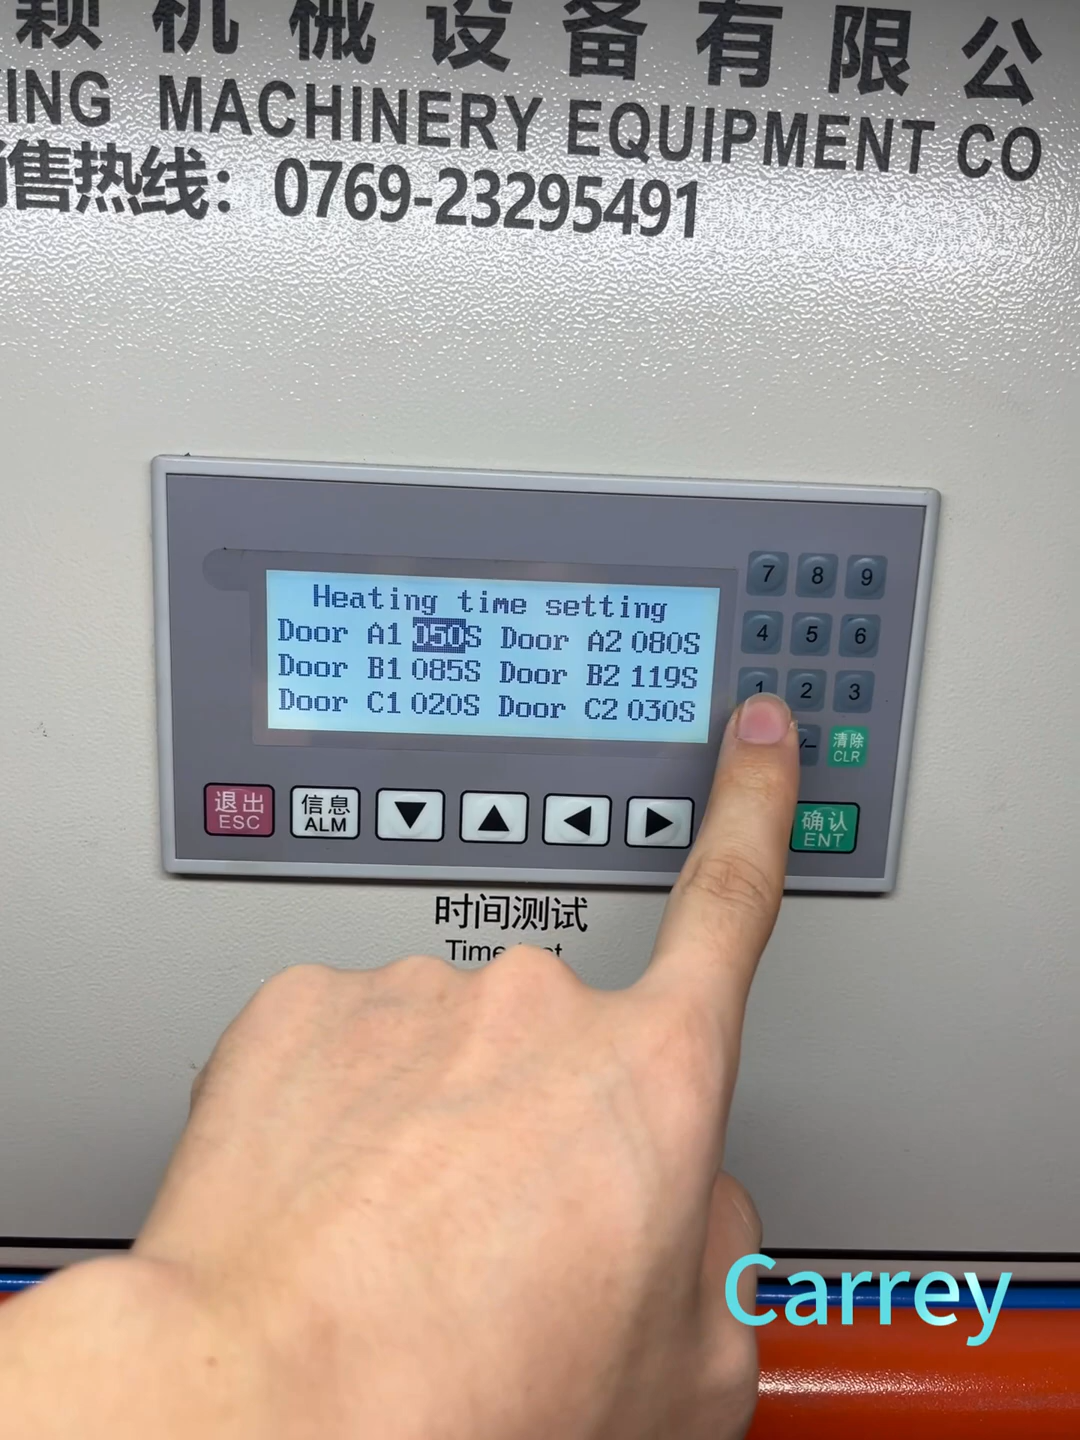 颖机械设备有限公
ING MACHINERY EQUIPMENT CO
售热线：0769-23295491
Heating time setting
Door A1 050S Door A2 080S
Door B1 085S Door B2 119S
Door C1 020S Door C2 030S
7 8 9
4 5 6
1 2 3
清除
CLR
退出
ESC
信息
ALM
确认
ENT
时间测试
Time
Carrey